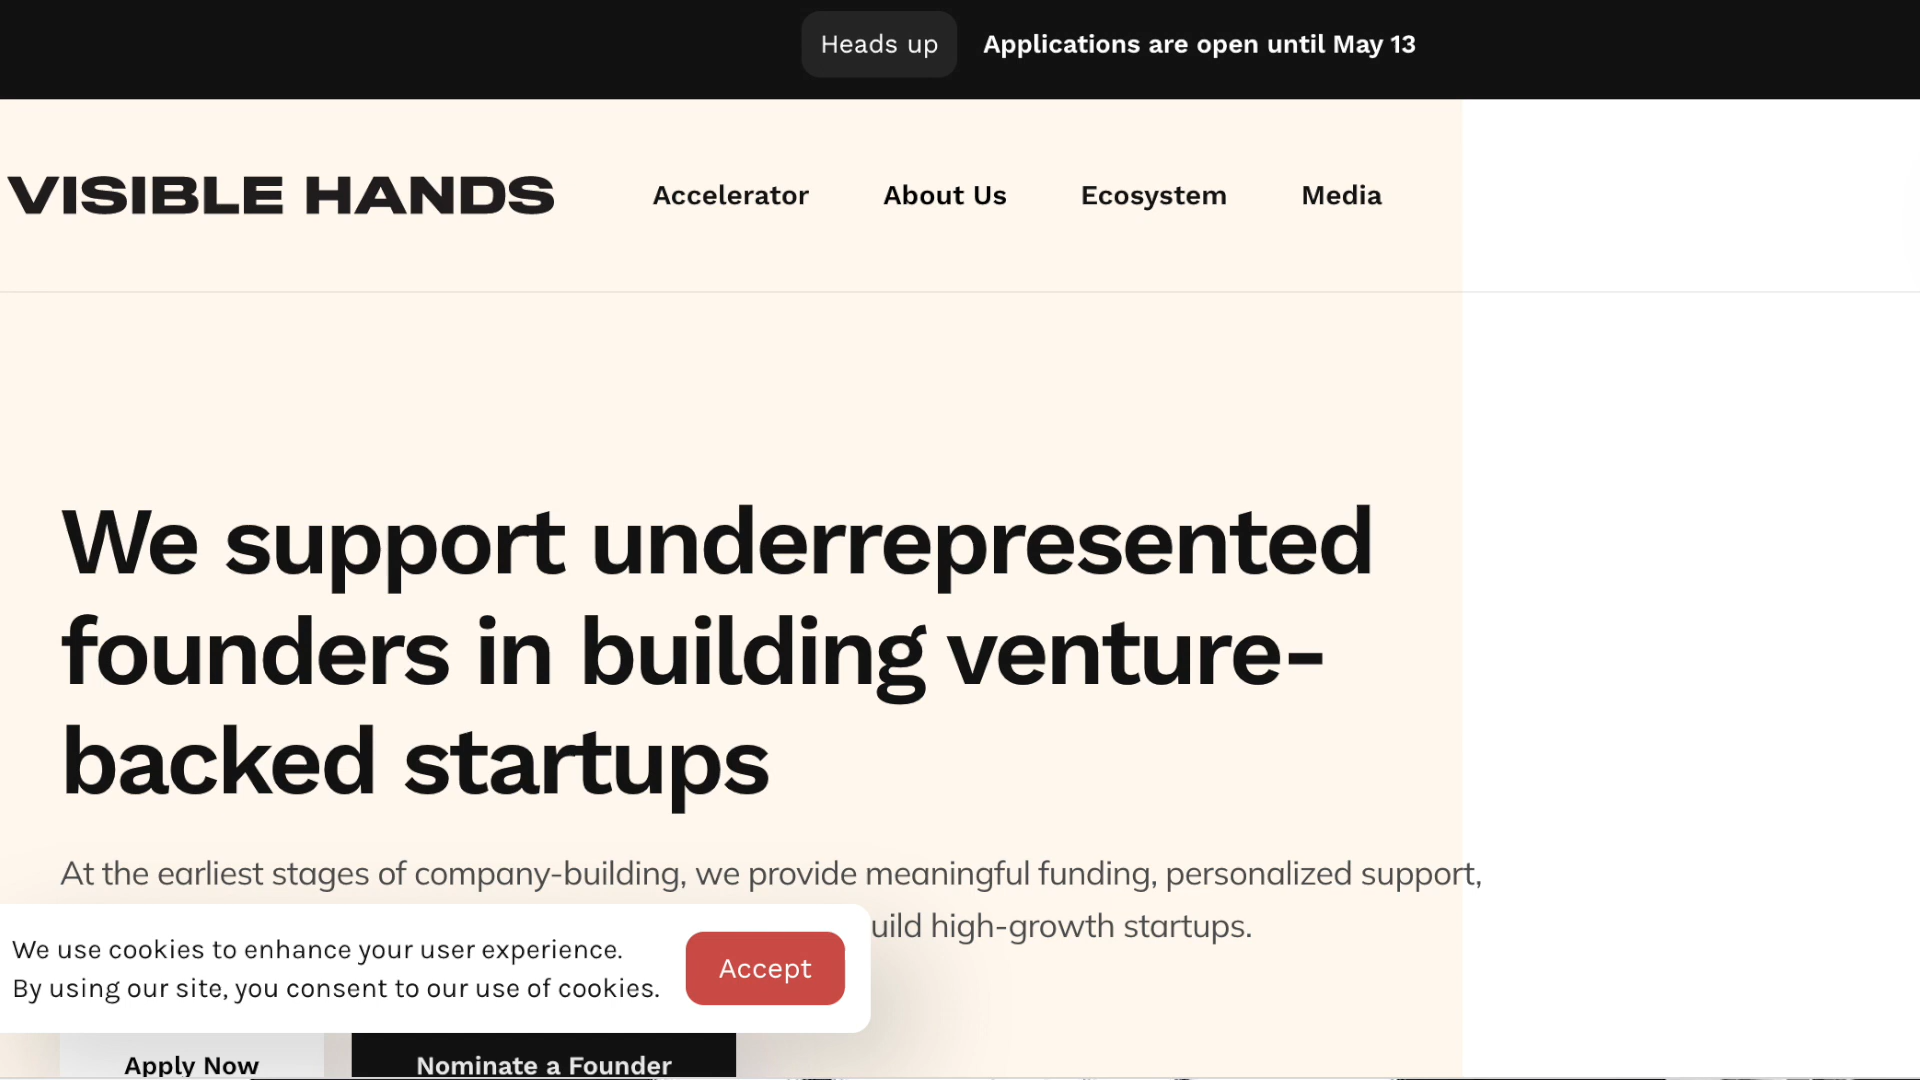 Heads up Applications are open until May 13
VISIBLE HANDS Accelerator About Us Ecosystem Media
We support underrepresented
founders in building venture-
backed startups
At the earliest stages of company-building, we provide meaningful funding, personalized support,
uild high-growth startups.
We use cookies to enhance your user experience.
By using our site, you consent to our use of cookies.
Accept
Apply Now Nominate a Founder